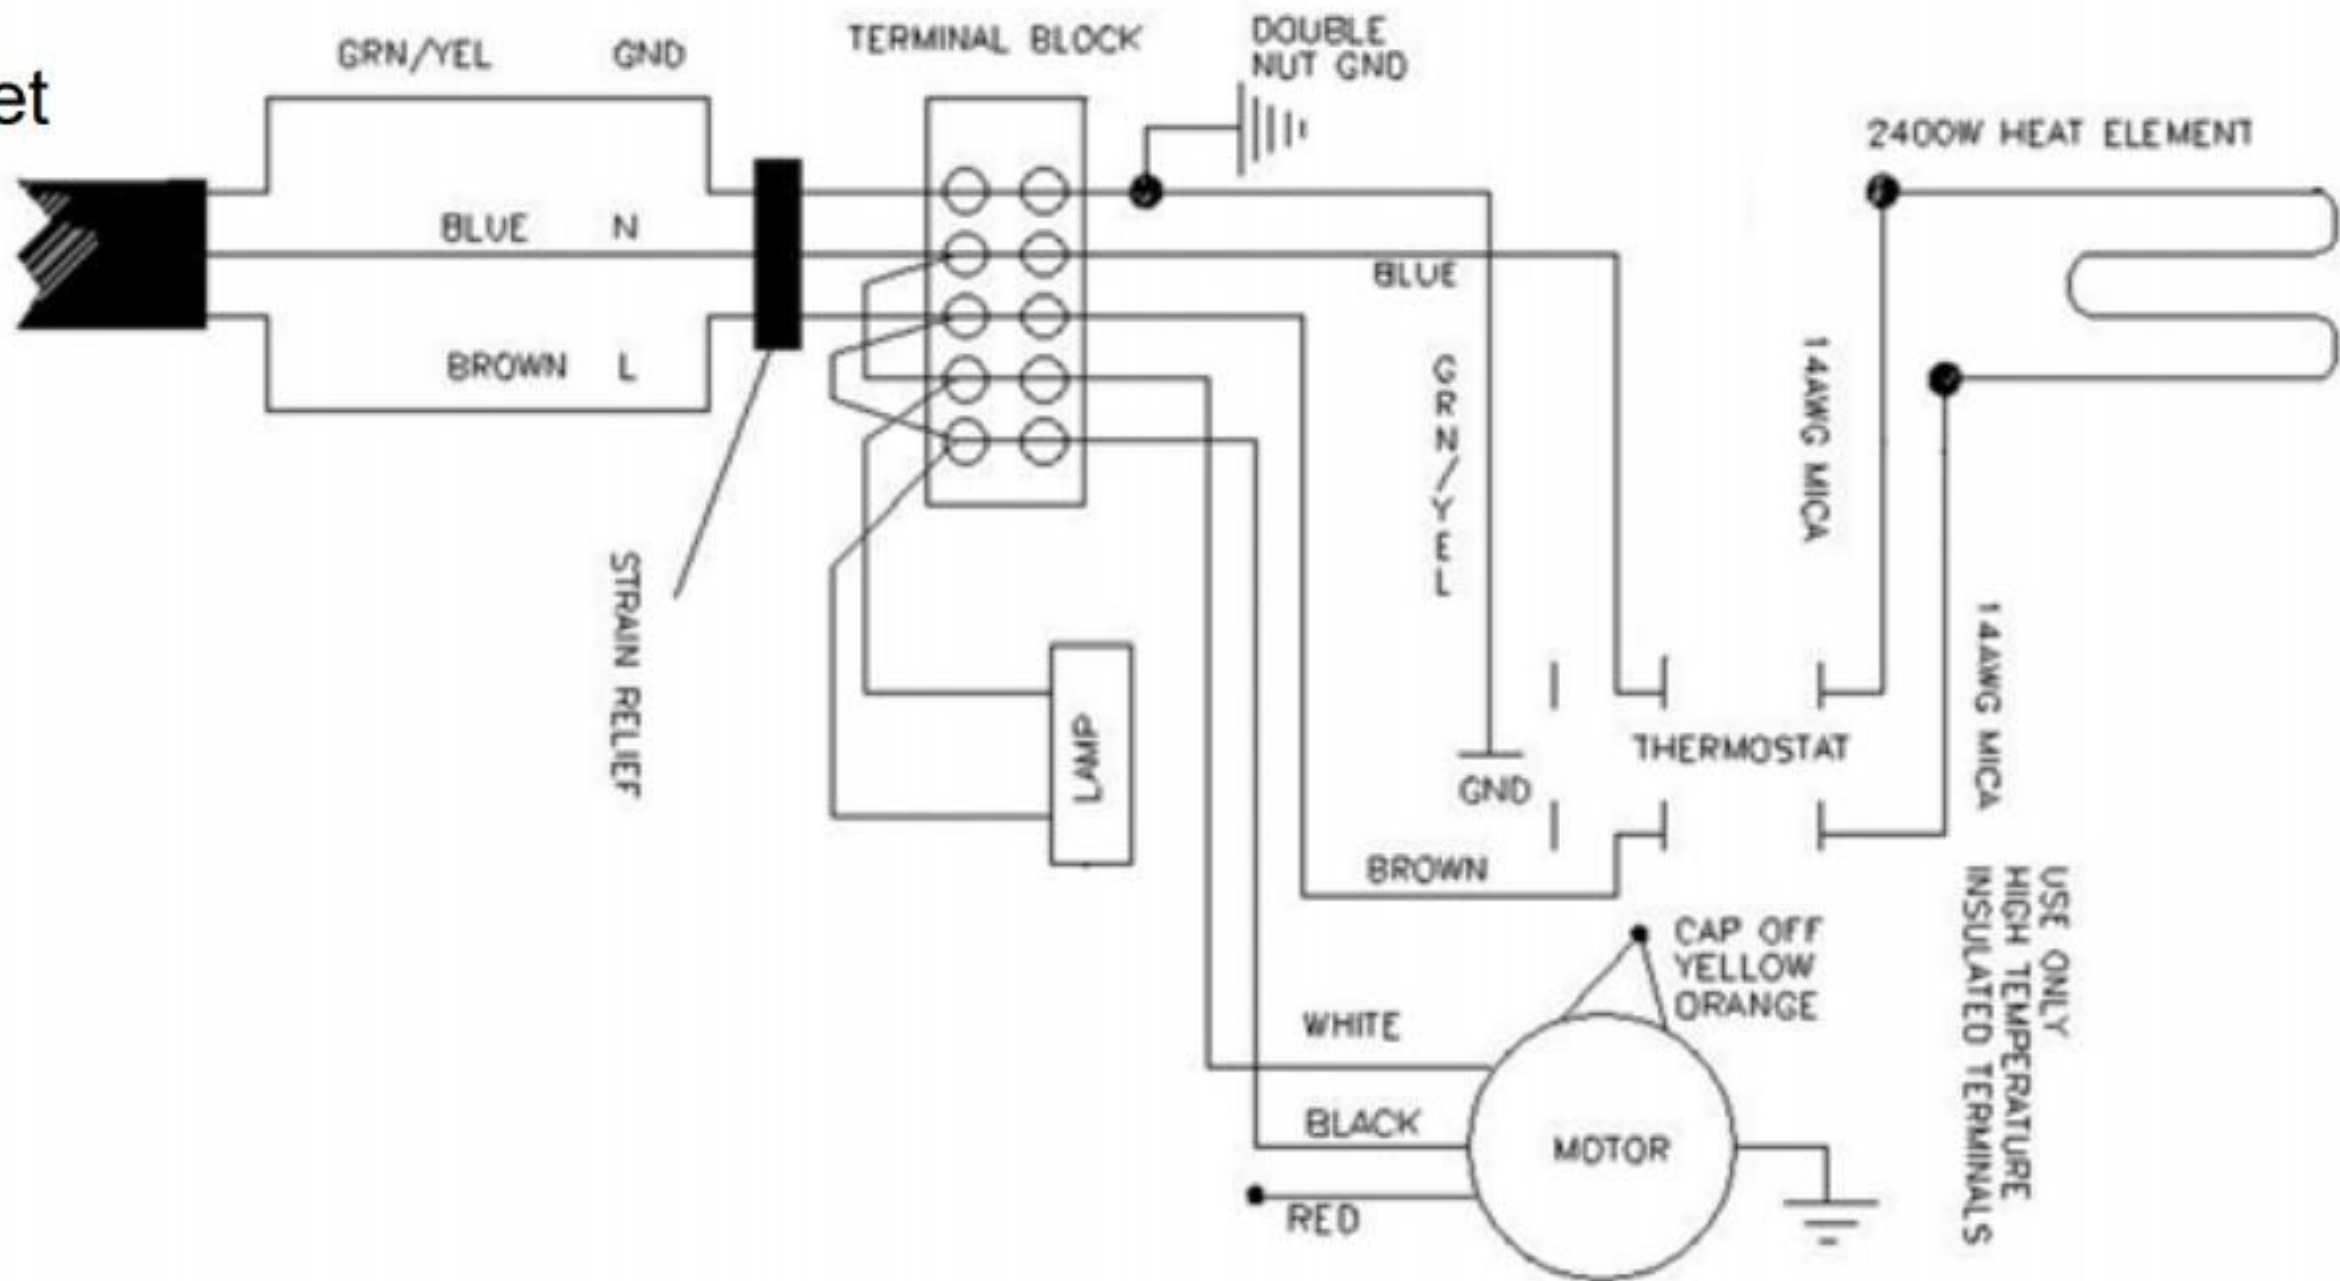 et
GRN/YEL GND
TERMINAL BLOCK
DOUBLE
NUT GND
2400W HEAT ELEMENT
BLUE N
BLUE
BROWN L
GRN/YEL
14AWG MICA
STRAIN RELIEF
14AWG MICA
LAMP
THERMOSTAT
GND
BROWN
USE ONLY
HIGH TEMPERATURE
INSULATED TERMINALS
CAP OFF
YELLOW
ORANGE
WHITE
BLACK
MOTOR
RED